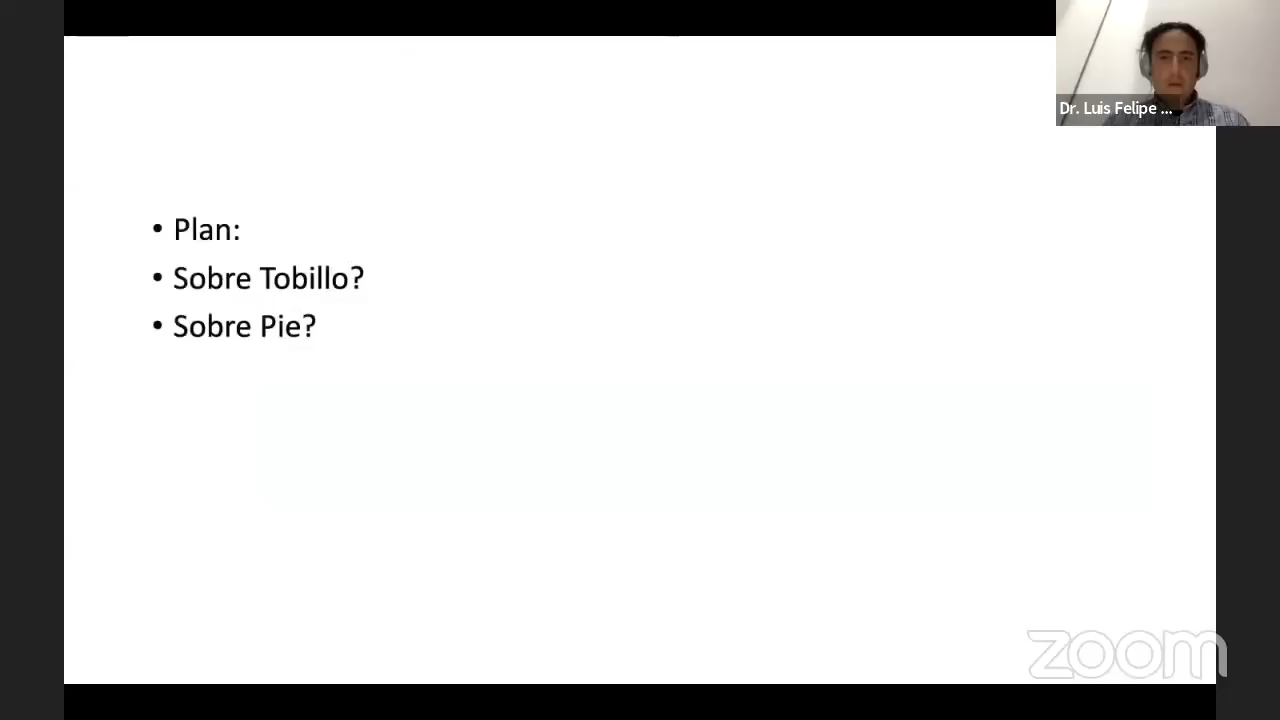 Dr. Luis Felipe ...
• Plan:
• Sobre Tobillo?
• Sobre Pie?
zoom